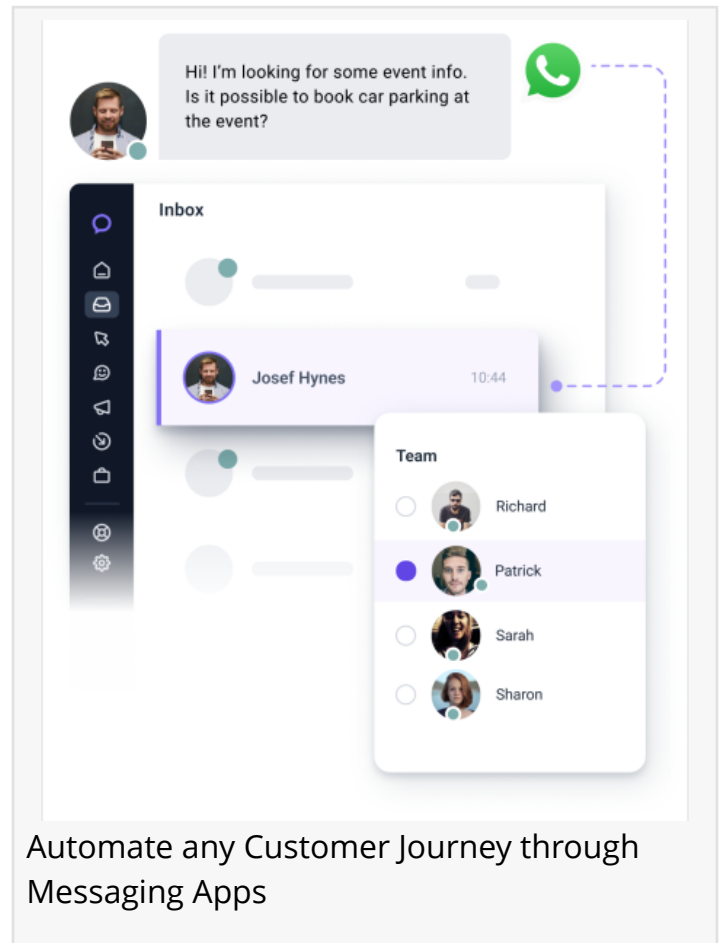 Hi! I'm looking for some event info.
Is it possible to book car parking at
the event?
Inbox
Josef Hynes
10:44
Team
Richard
Patrick
Sarah
Sharon
Automate any Customer Journey through
Messaging Apps